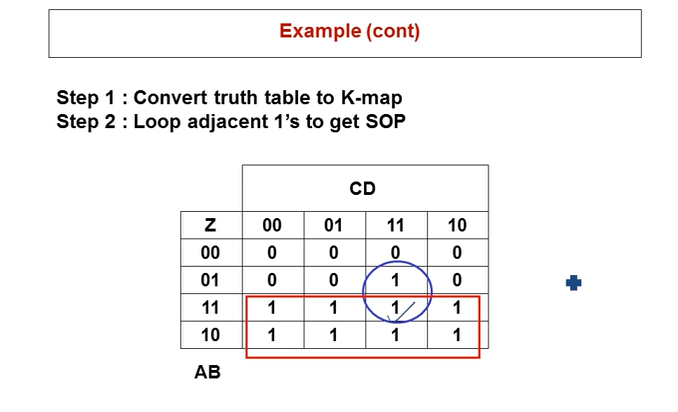 Example (cont)
Step 1 : Convert truth table to K-map
Step 2 : Loop adjacent 1's to get SOP
CD
Z 00 01 11 10
00 0 0 0 0
01 0 0 1 0
11 1 1 1 1
10 1 1 1 1
AB